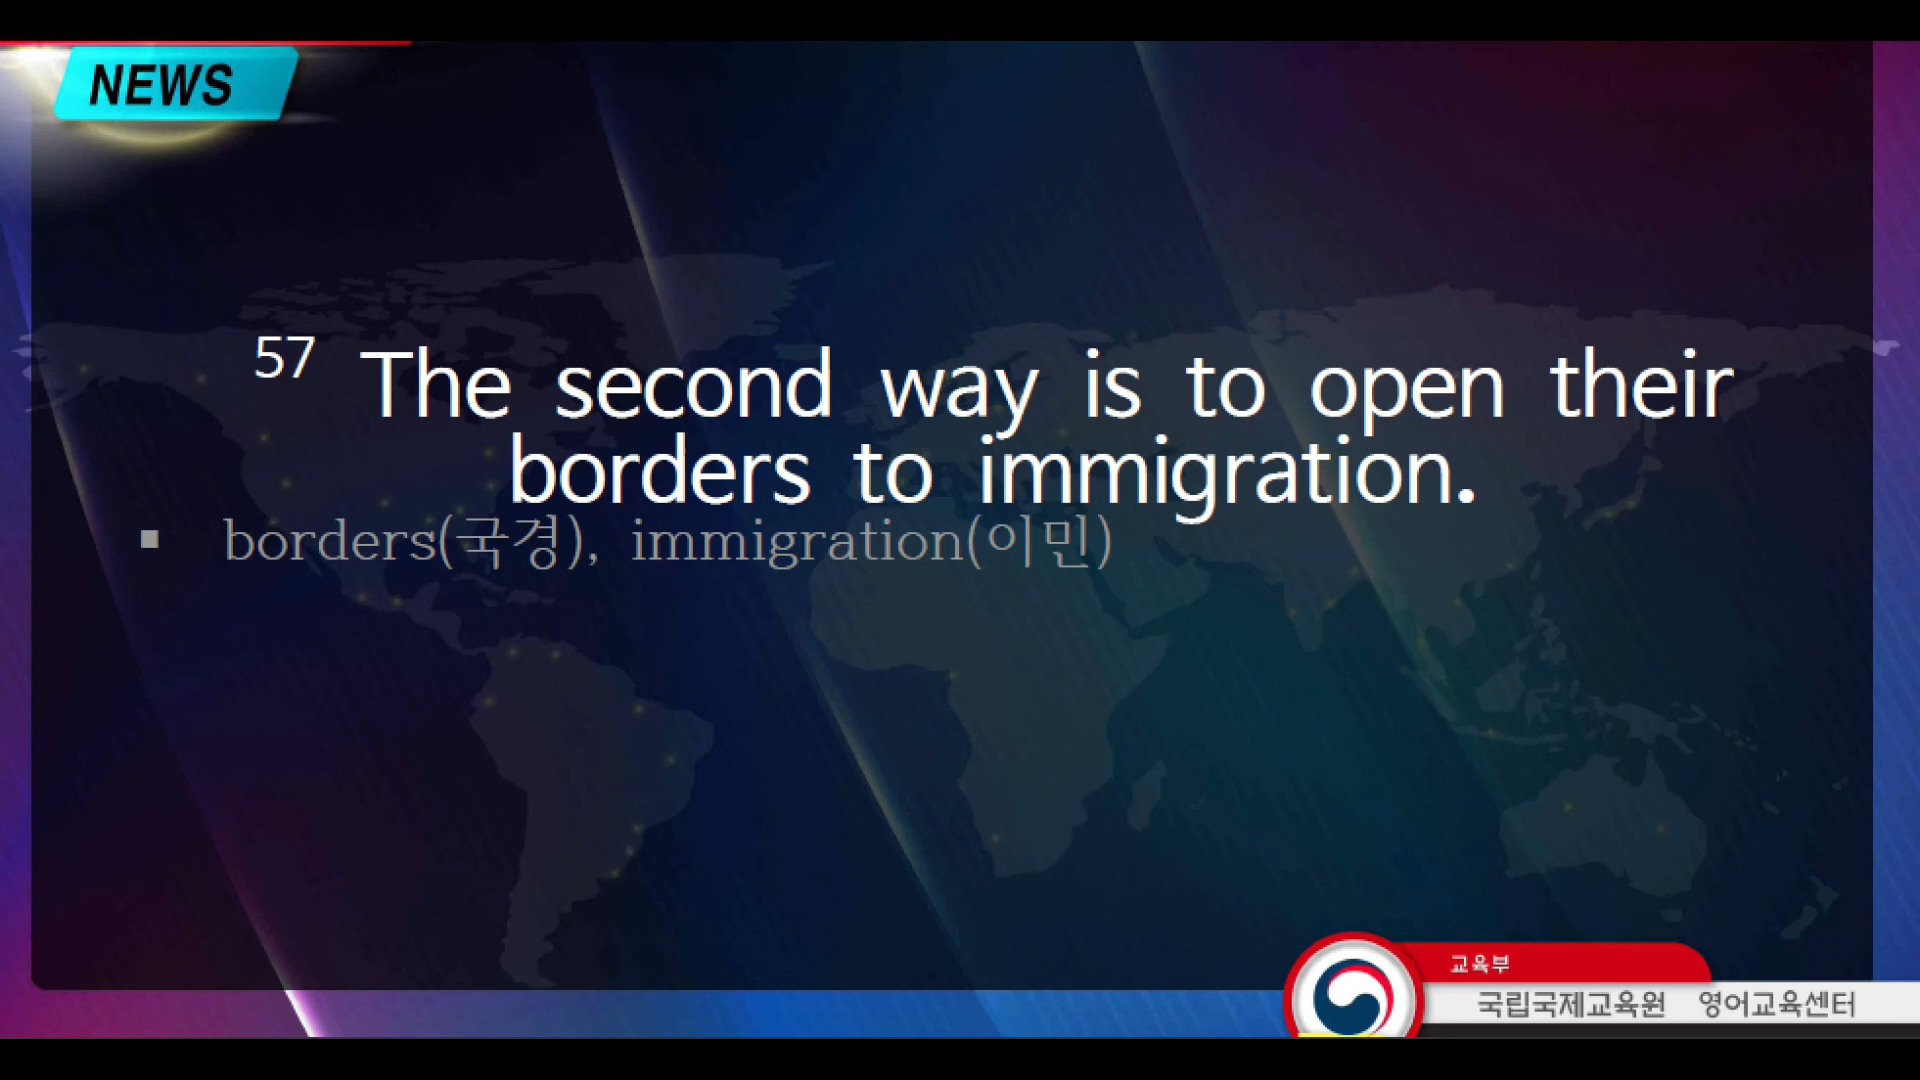 NEWS
57 The second way is to open their
borders to immigration.
▪ borders(국경), immigration(이민)
교육부
국립국제교육원 영어교육센터